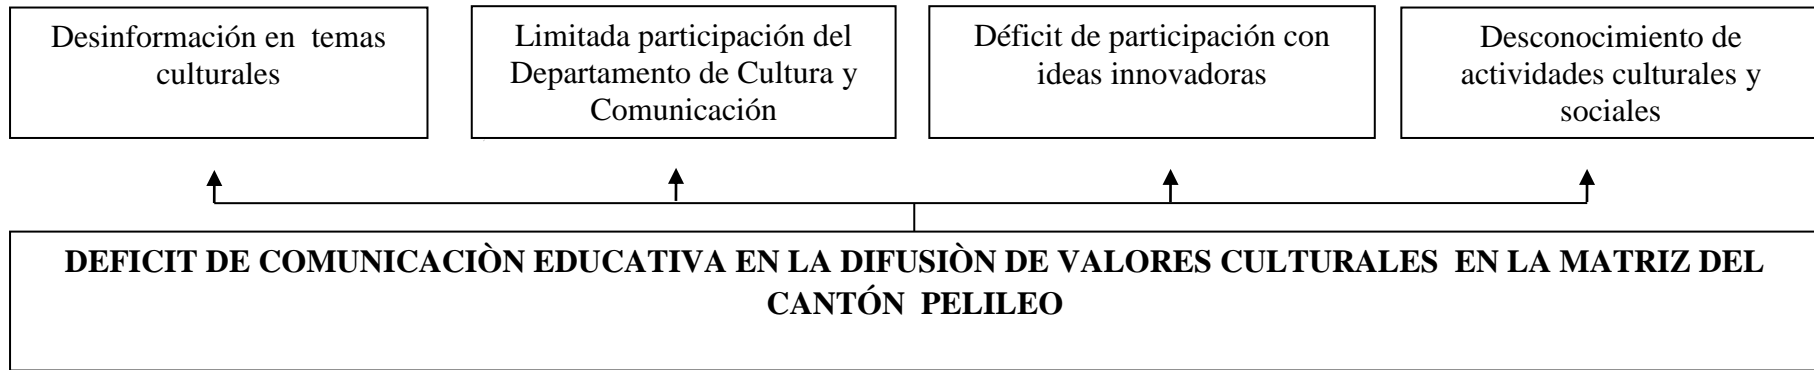 Desinformación en temas
culturales
Limitada participación del
Departamento de Cultura y
Comunicación
Déficit de participación con
ideas innovadoras
Desconocimiento de
actividades culturales y
sociales
DEFICIT DE COMUNICACIÒN EDUCATIVA EN LA DIFUSIÒN DE VALORES CULTURALES EN LA MATRIZ DEL
CANTÓN PELILEO